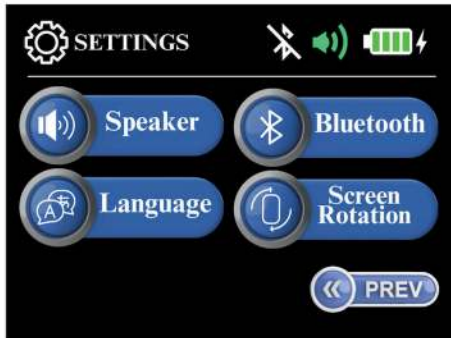 SETTINGS
Speaker
Bluetooth
Language
Screen
Rotation
PREV